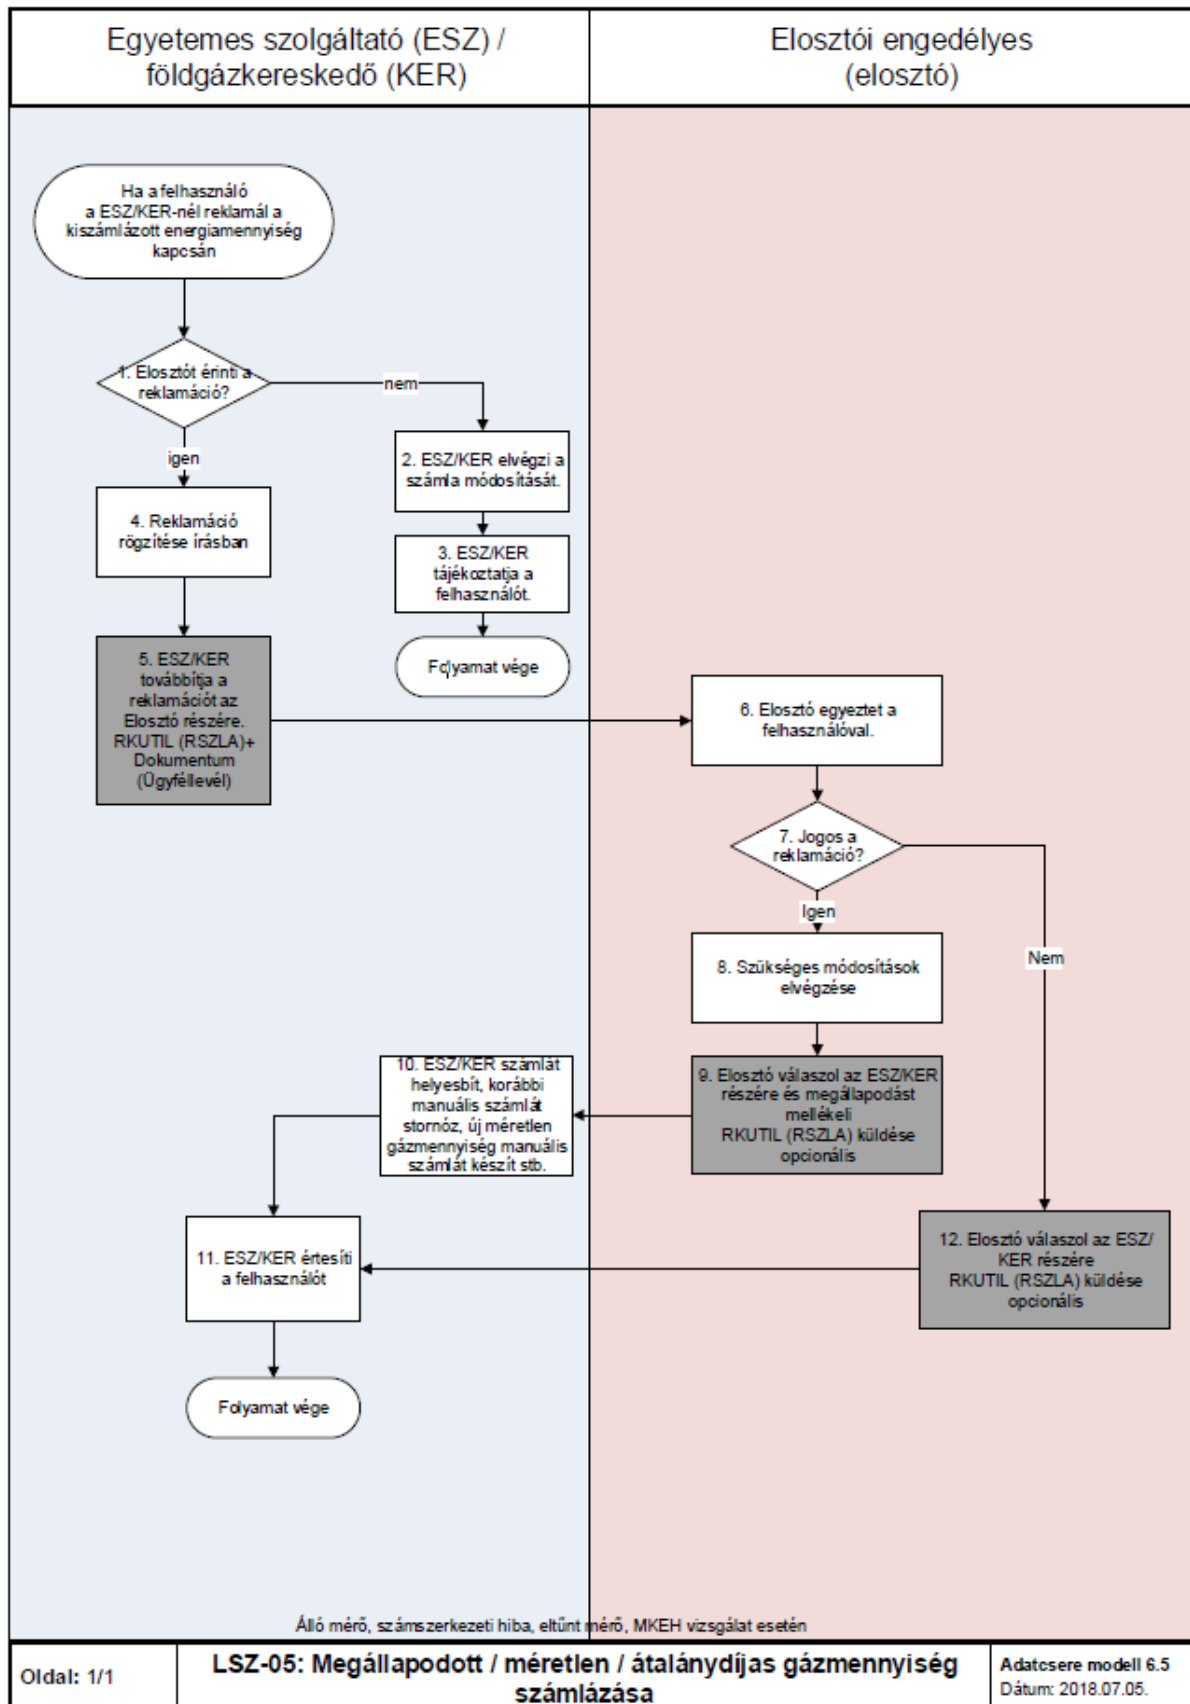 Egyetemes szolgáltató (ESZ) /
földgázkereskedő (KER)
Elosztói engedélyes
(elosztó)
Ha a felhasználó
a ESZ/KER-nél reklamál a
kiszámlázott energiamennyiség
kapcsán
1. Elosztót érinti a
reklamáció?
nem
igen
2. ESZ/KER elvégzi a
számla módosítását.
4. Reklamáció
rögzítése írásban
3. ESZ/KER
tájékoztatja a
felhasználót.
Folyamat vége
5. ESZ/KER
továbbítja a
reklamációt az
Elosztó részére.
RKUTIL (RSZLA)+
Dokumentum
(Ügyféllevél)
6. Elosztó egyeztet a
felhasználóval.
7. Jogos a
reklamáció?
Igen
Nem
8. Szükséges módosítások
elvégzése
9. Elosztó válaszol az ESZ/KER
részére és megállapodást
mellékeli
RKUTIL (RSZLA) küldése
opcionális
10. ESZ/KER számlát
helyesbít, korábbi
manuális számlát
stornóz, új méretlen
gázmennyiség manuális
számlát készít stb.
11. ESZ/KER értesíti
a felhasználót
12. Elosztó válaszol az ESZ/
KER részére
RKUTIL (RSZLA) küldése
opcionális
Folyamat vége
Álló mérő, számszerkezeti hiba, eltűnt mérő, MKEH vizsgálat esetén
Oldal: 1/1
LSZ-05: Megállapodott / méretlen / átalánydíjas gázmennyiség
számlázása
Adatcsere modell 6.5
Dátum: 2018.07.05.